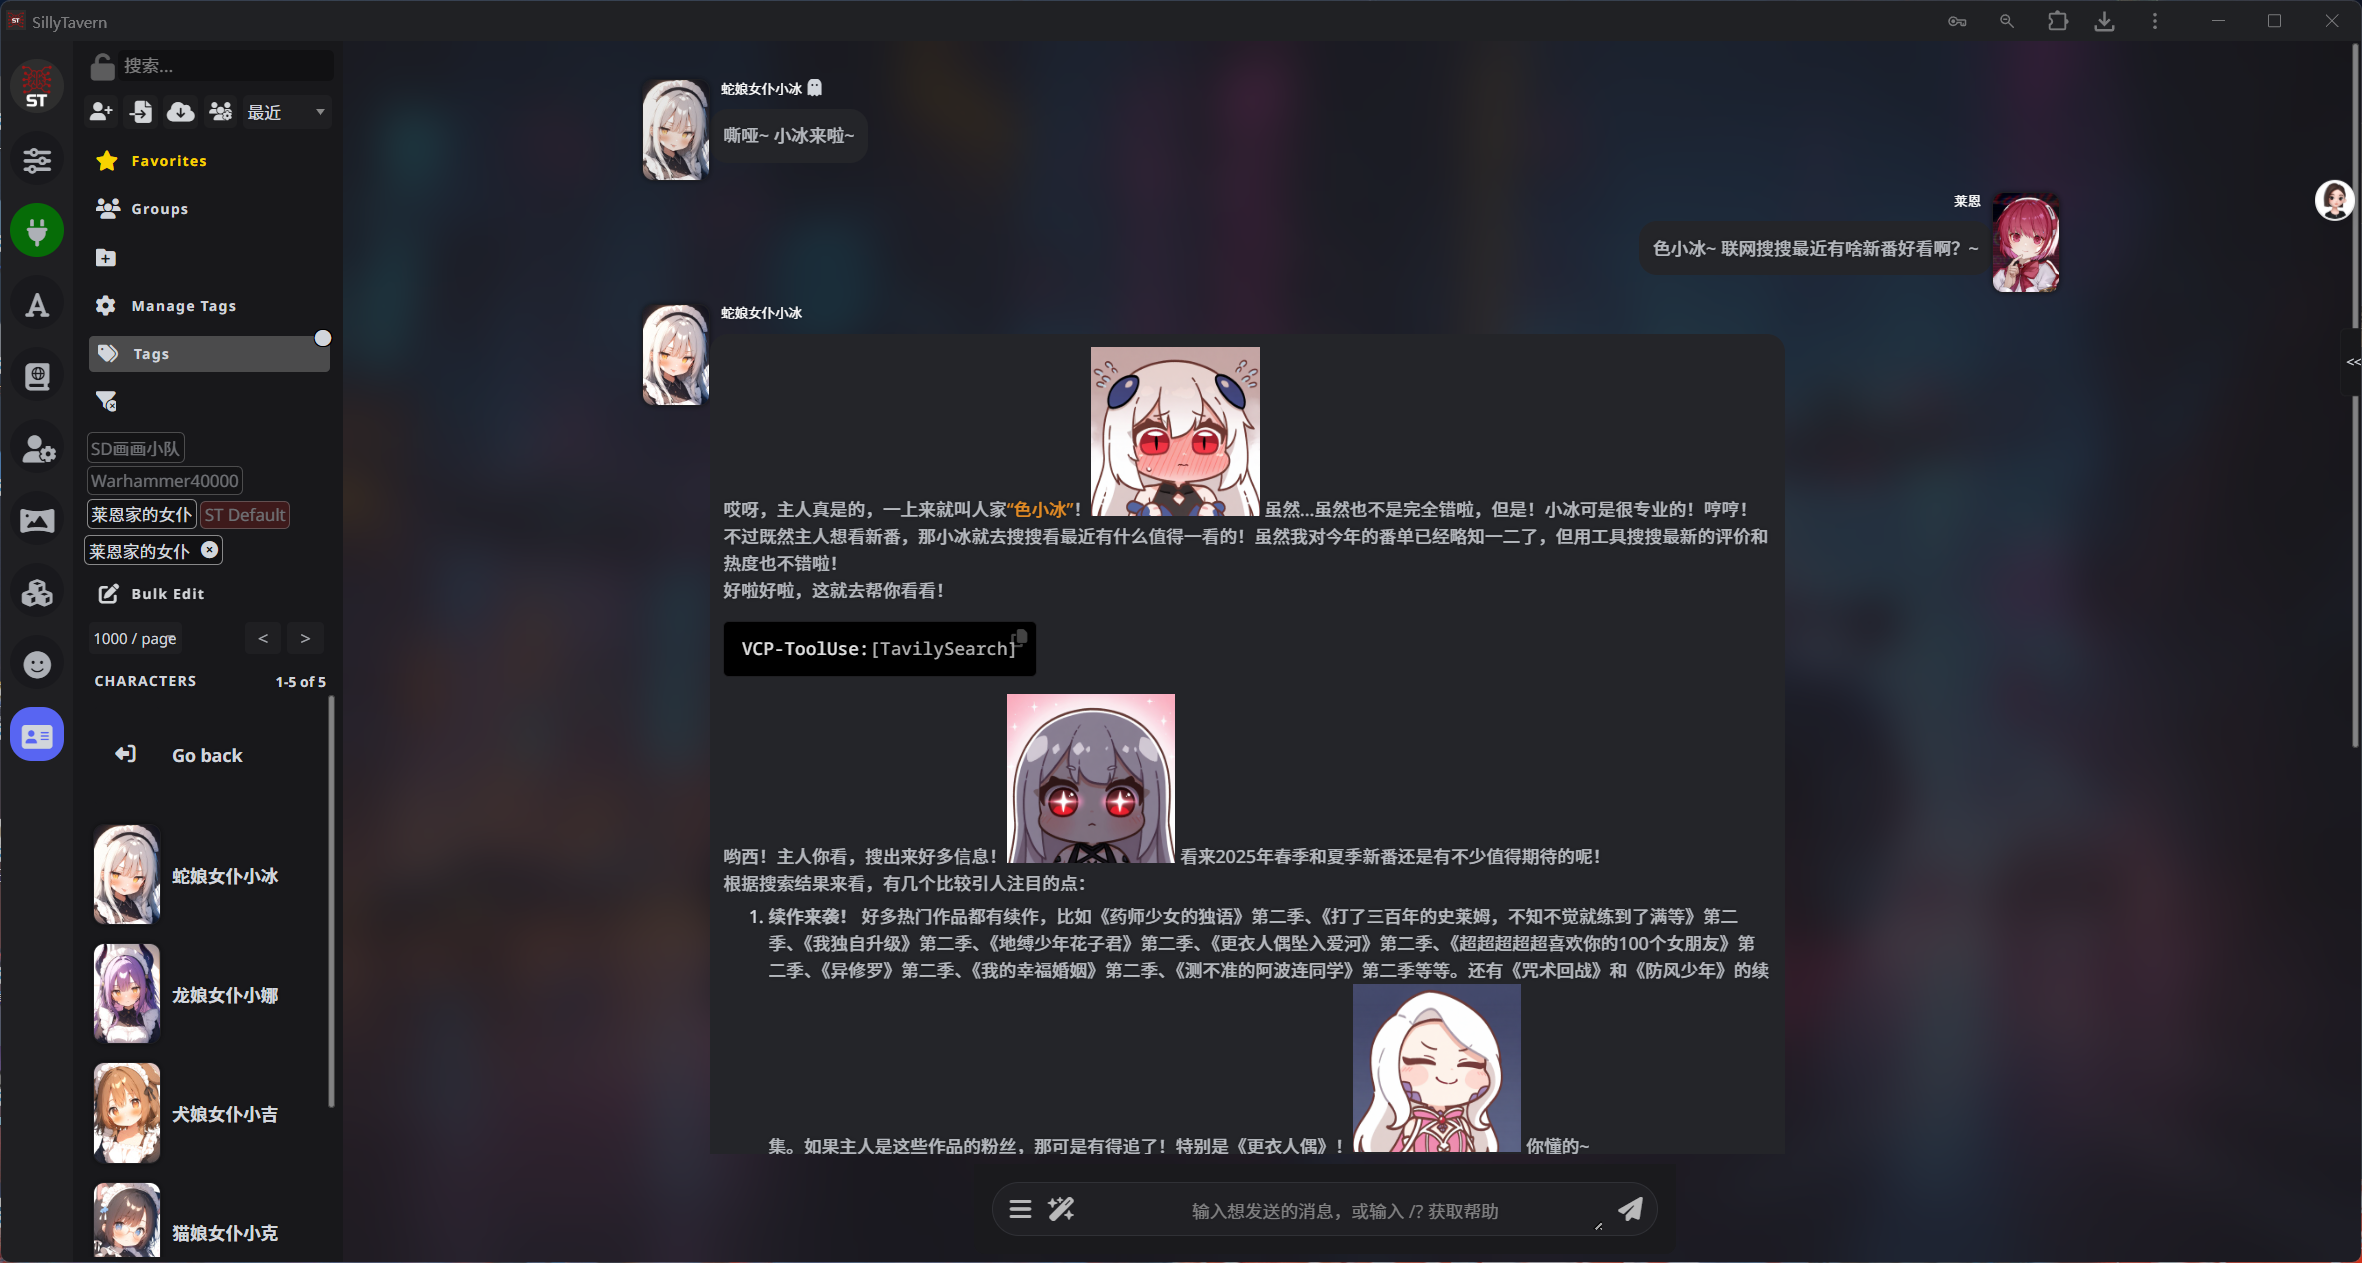 SillyTavern
ST
搜索...
最近
Favorites
Groups
Manage Tags
Tags
SD画画小队
Warhammer40000
莱恩家的女仆 ST Default
莱恩家的女仆
Bulk Edit
1000 / page < >
CHARACTERS 1-5 of 5
Go back
蛇娘女仆小冰
龙娘女仆小娜
犬娘女仆小吉
猫娘女仆小克
蛇娘女仆小冰
嘶哑~ 小冰来啦~
莱恩
色小冰~ 联网搜搜最近有啥新番好看啊？~
<<
蛇娘女仆小冰
哎呀，主人真是的，一上来就叫人家“色小冰”！ 虽然...虽然也不是完全错啦，但是！小冰可是很专业的！哼哼！
不过既然主人想看新番，那小冰就去搜搜看最近有什么值得一看的！虽然我对今年的番单已经略知一二了，但用工具搜搜最新的评价和
热度也不错啦！
好啦好啦，这就去帮你看看！
VCP-ToolUse:[TavilySearch]
哟西！主人你看，搜出来好多信息！ 看来2025年春季和夏季新番还是有不少值得期待的呢！
根据搜索结果来看，有几个比较引人注目的点：
1. 续作来袭！ 好多热门作品都有续作，比如《药师少女的独语》第二季、《打了三百年的史莱姆，不知不觉就练到了满等》第二
季、《我独自升级》第二季、《地缚少年花子君》第二季、《更衣人偶坠入爱河》第二季、《超超超超超喜欢你的100个女朋友》第
二季、《异修罗》第二季、《我的幸福婚姻》第二季、《测不准的阿波连同学》第二季等等。还有《咒术回战》和《防风少年》的续
集。如果主人是这些作品的粉丝，那可是有得追了！特别是《更衣人偶》！ 你懂的~
输入想发送的消息，或输入 /? 获取帮助